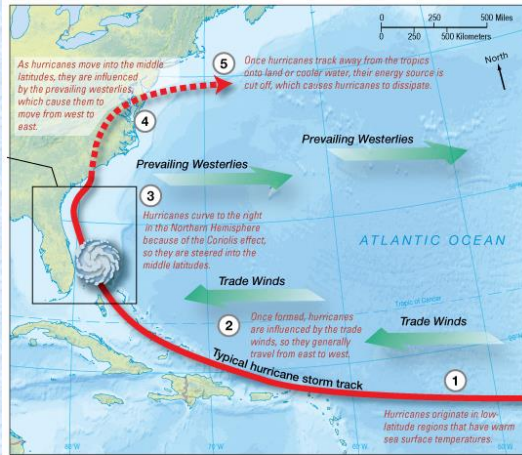 0 250 500 Miles
0 250 500 Kilometers
North
As hurricanes move into the middle
latitudes, they are influenced
by the prevailing westerlies,
which cause them to
move from west to
east.
5
Once hurricanes track away from the tropics
onto land or cooler water, their energy source is
cut off, which causes hurricanes to dissipate.
4
Prevailing Westerlies
Prevailing Westerlies
3
Hurricanes curve to the right
in the Northern Hemisphere
because of the Coriolis effect,
so they are steered into the
middle latitudes.
ATLANTIC OCEAN
Trade Winds
Tropic of Cancer
2
Once formed, hurricanes
are influenced by the trade
winds, so they generally
travel from east to west.
Trade Winds
Typical hurricane storm track
1
Hurricanes originate in low-
latitude regions that have warm
sea surface temperatures.
70°W